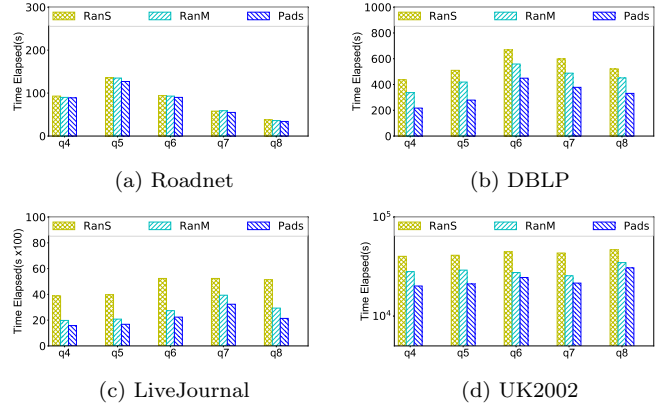 RanS RanM Pads
Time Elapsed(s)
300
200
100
0
q4 q5 q6 q7 q8
(a) Roadnet
RanS RanM Pads
Time Elapsed(s)
1000
800
600
400
200
0
q4 q5 q6 q7 q8
(b) DBLP
RanS RanM Pads
Time Elapsed(s x100)
100
80
60
40
20
0
q4 q5 q6 q7 q8
(c) LiveJournal
RanS RanM Pads
Time Elapsed(s)
10^5
10^4
q4 q5 q6 q7 q8
(d) UK2002